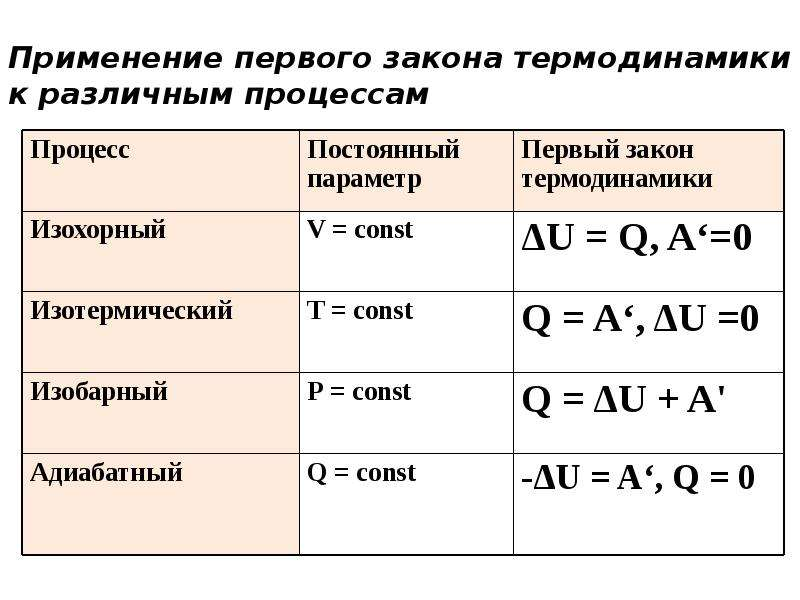 Применение первого закона термодинамики
к различным процессам
Процесс
Постоянный
параметр
Первый закон
термодинамики
Изохорный
V = const
ΔU = Q, A‘=0
Изотермический
T = const
Q = A‘, ΔU =0
Изобарный
P = const
Q = ΔU + A'
Адиабатный
Q = const
-ΔU = A‘, Q = 0